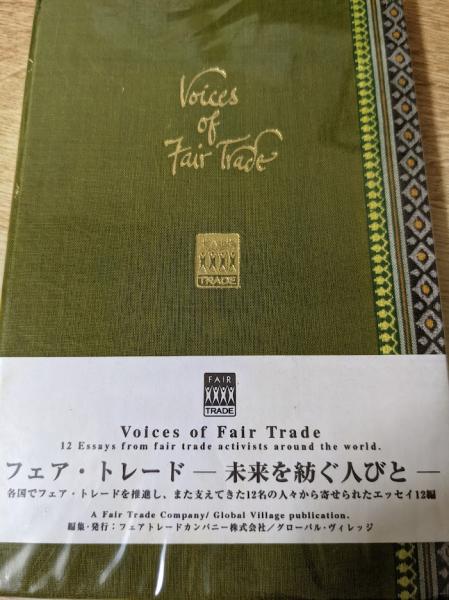 Voices
of
Fair Trade
FAIR
TRADE
FAIR
TRADE
Voices of Fair Trade
12 Essays from fair trade activists around the world.
フェア・トレード ― 未来を紡ぐ人びと ―
各国でフェア・トレードを推進し、また支えてきた12名の人々から寄せられたエッセイ12編
A Fair Trade Company/ Global Village publication.
編集・発行：フェアトレードカンパニー株式会社／グローバル・ヴィレッジ